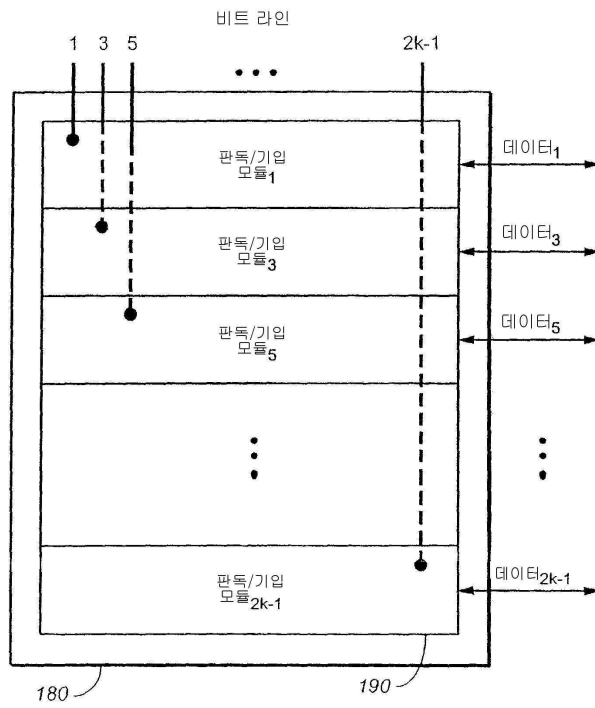 비트 라인
1 3 5 2k-1
판독/기입
모듈1
데이터1
판독/기입
모듈3
데이터3
판독/기입
모듈5
데이터5
판독/기입
모듈2k-1
데이터2k-1
180
190